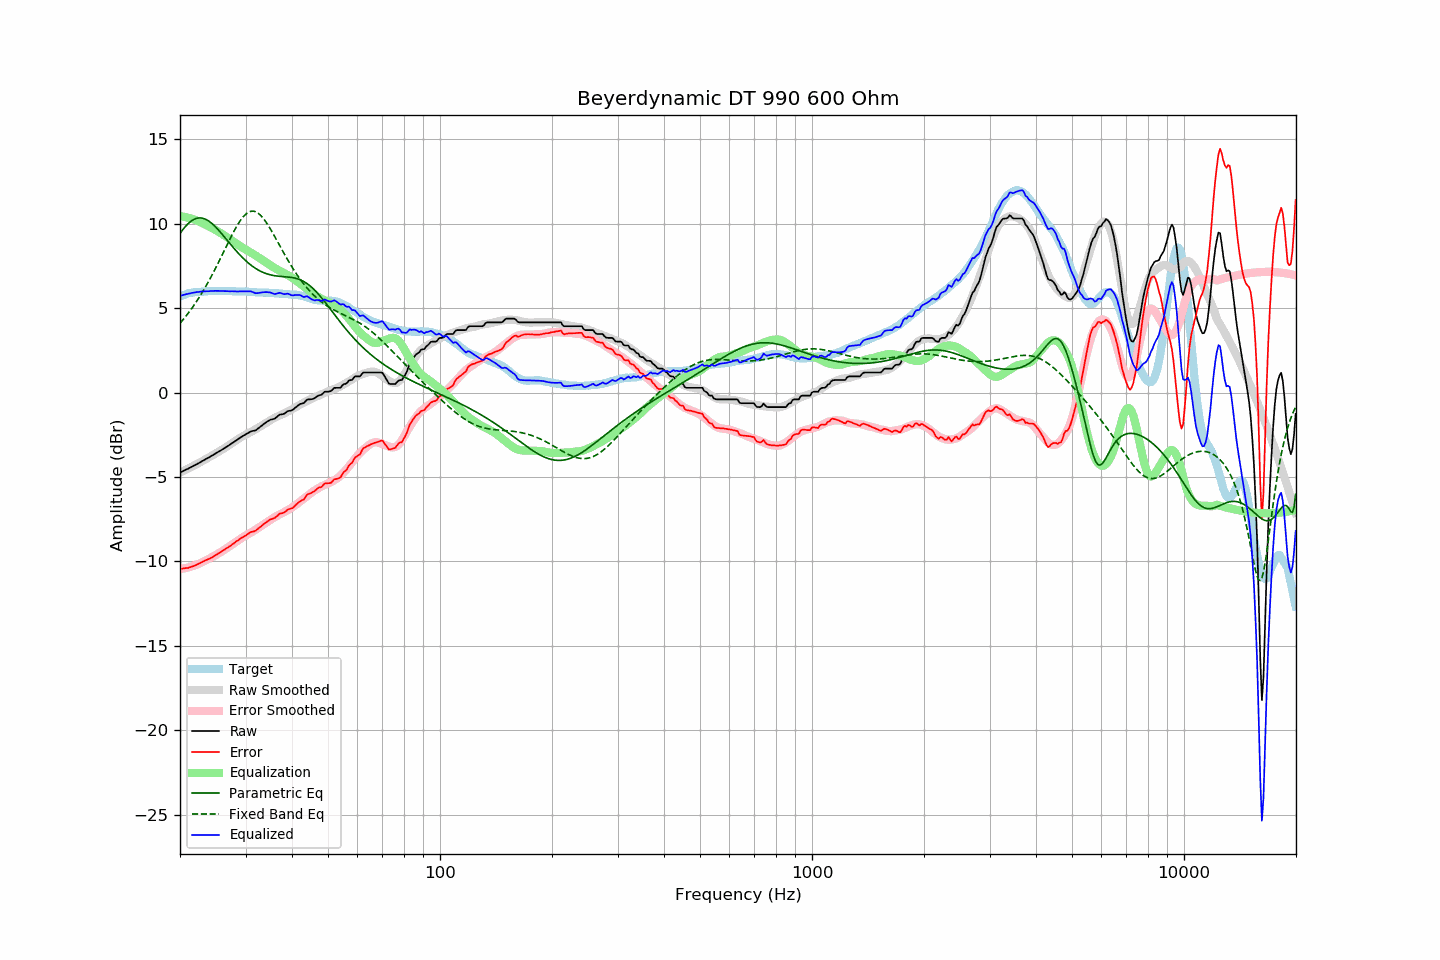 Beyerdynamic DT 990 600 Ohm
15
10
5
0
−5
−10
−15
−20
−25
Amplitude (dBr)
Target
Raw Smoothed
Error Smoothed
Raw
Error
Equalization
Parametric Eq
Fixed Band Eq
Equalized
100 1000 10000
Frequency (Hz)